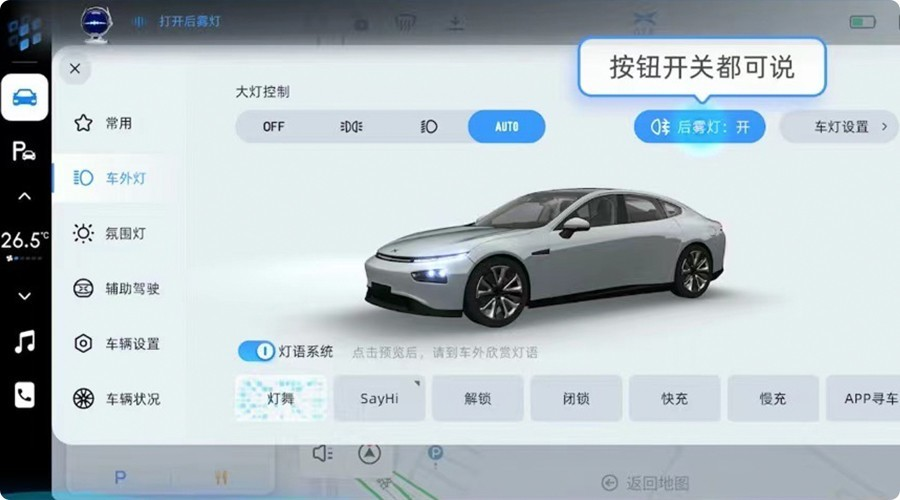 打开后雾灯
按钮开关都可说
大灯控制
OFF
AUTO
后雾灯：开
车灯设置
常用
车外灯
氛围灯
辅助驾驶
车辆设置
车辆状况
26.5℃
灯语系统
点击预览后，请到车外欣赏灯语
灯舞
SayHi
解锁
闭锁
快充
慢充
APP寻车
P
P
返回地图